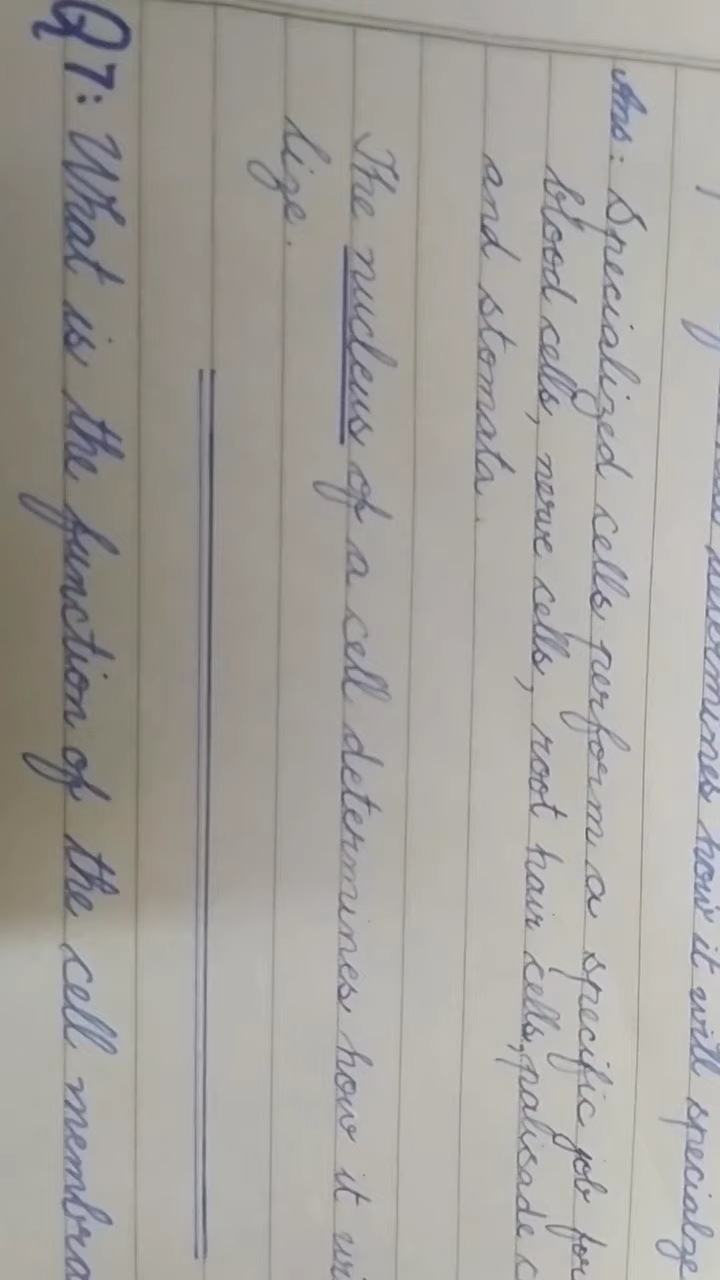 determines how it will specialze
Ans: Specialized cells perform a specific job for
blood cells, nerve cells, root hair cells, palisade c
and stomata.
The nucleus of a cell determines how it wi
lize.
Q7: What is the function of the cell membra